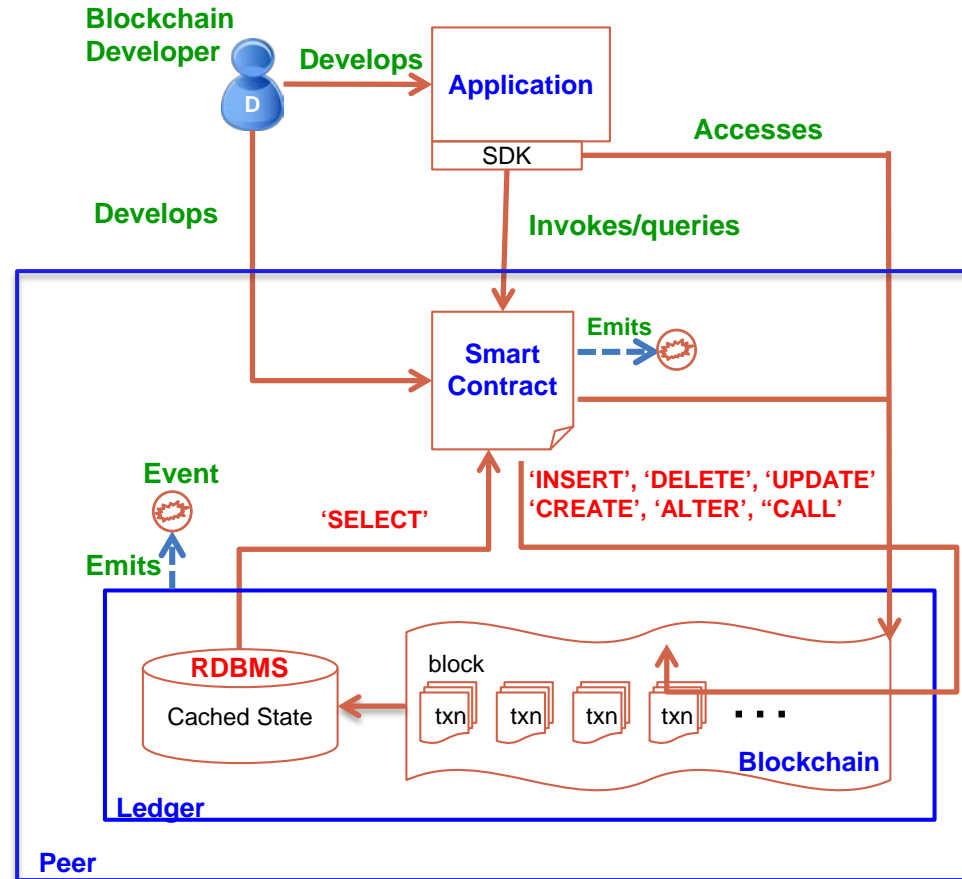 Blockchain
Developer
Develops
D
Application
SDK
Accesses
Develops
Invokes/queries
Smart
Contract
Emits
Event
‘SELECT’
‘INSERT’, ‘DELETE’, ‘UPDATE’
‘CREATE’, ‘ALTER’, “CALL’
Emits
RDBMS
Cached State
block
txn
txn
txn
txn
. . .
Blockchain
Ledger
Peer